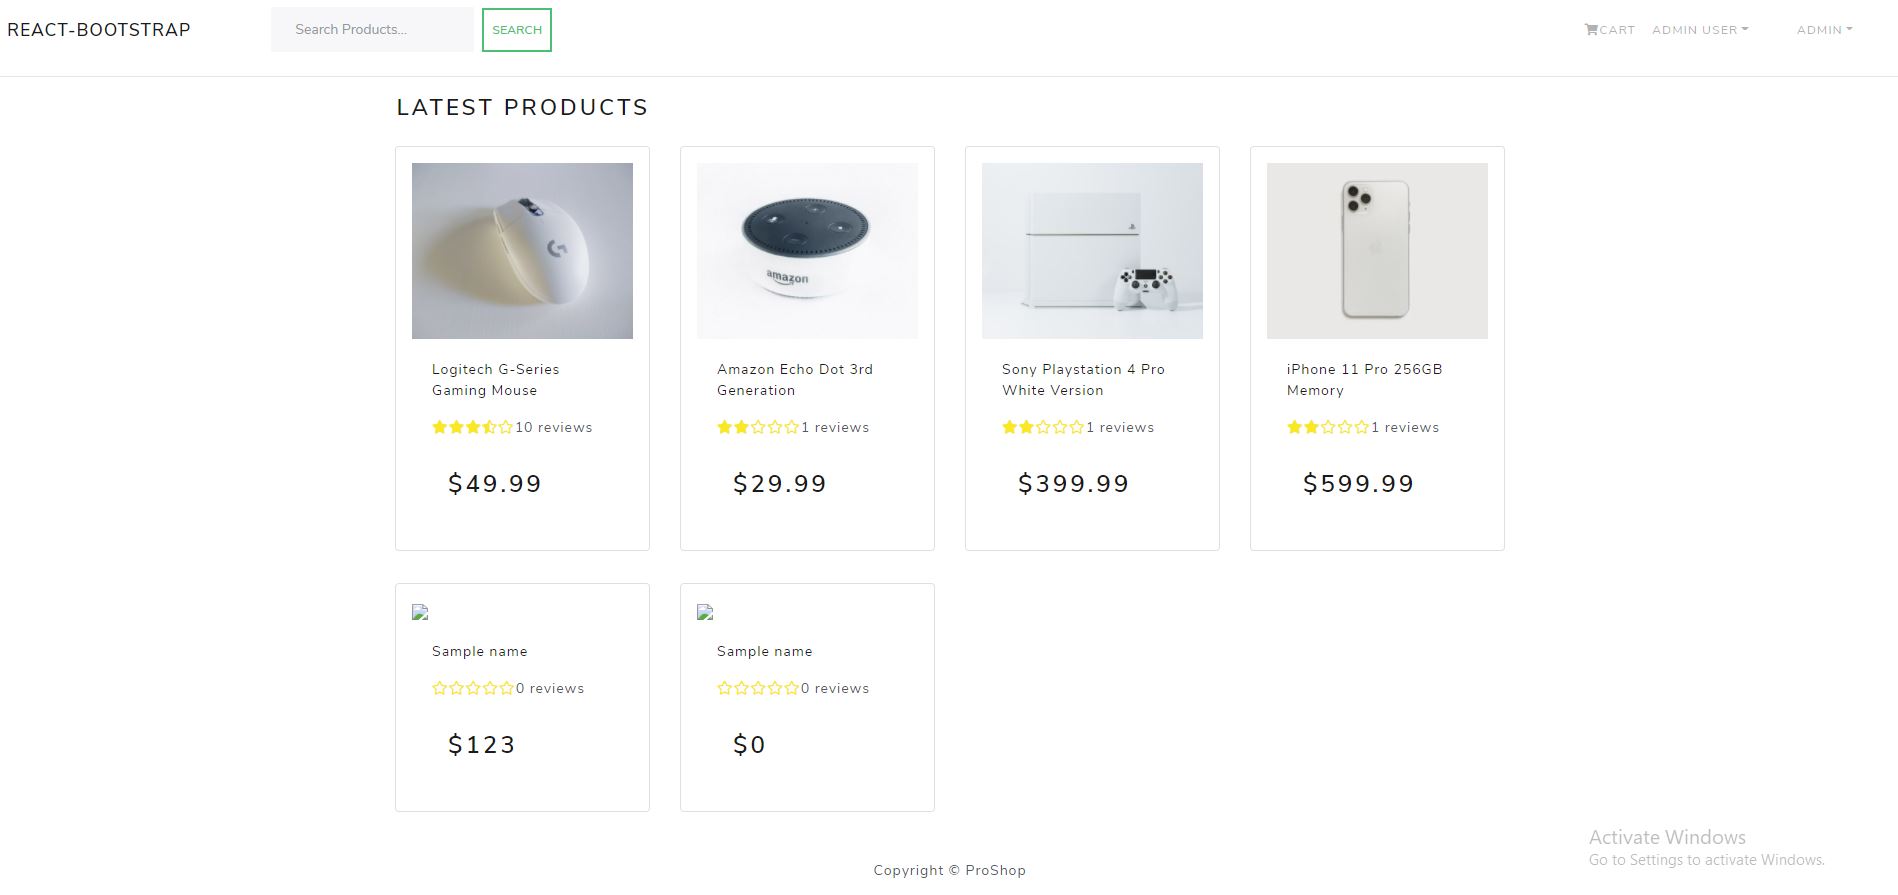 REACT-BOOTSTRAP
Search Products...
SEARCH
CART
ADMIN USER
ADMIN
LATEST PRODUCTS
amazon
Logitech G-Series
Gaming Mouse
10 reviews
$49.99
Amazon Echo Dot 3rd
Generation
1 reviews
$29.99
Sony Playstation 4 Pro
White Version
1 reviews
$399.99
iPhone 11 Pro 256GB
Memory
1 reviews
$599.99
Sample name
0 reviews
$123
Sample name
0 reviews
$0
Activate Windows
Go to Settings to activate Windows.
Copyright © ProShop